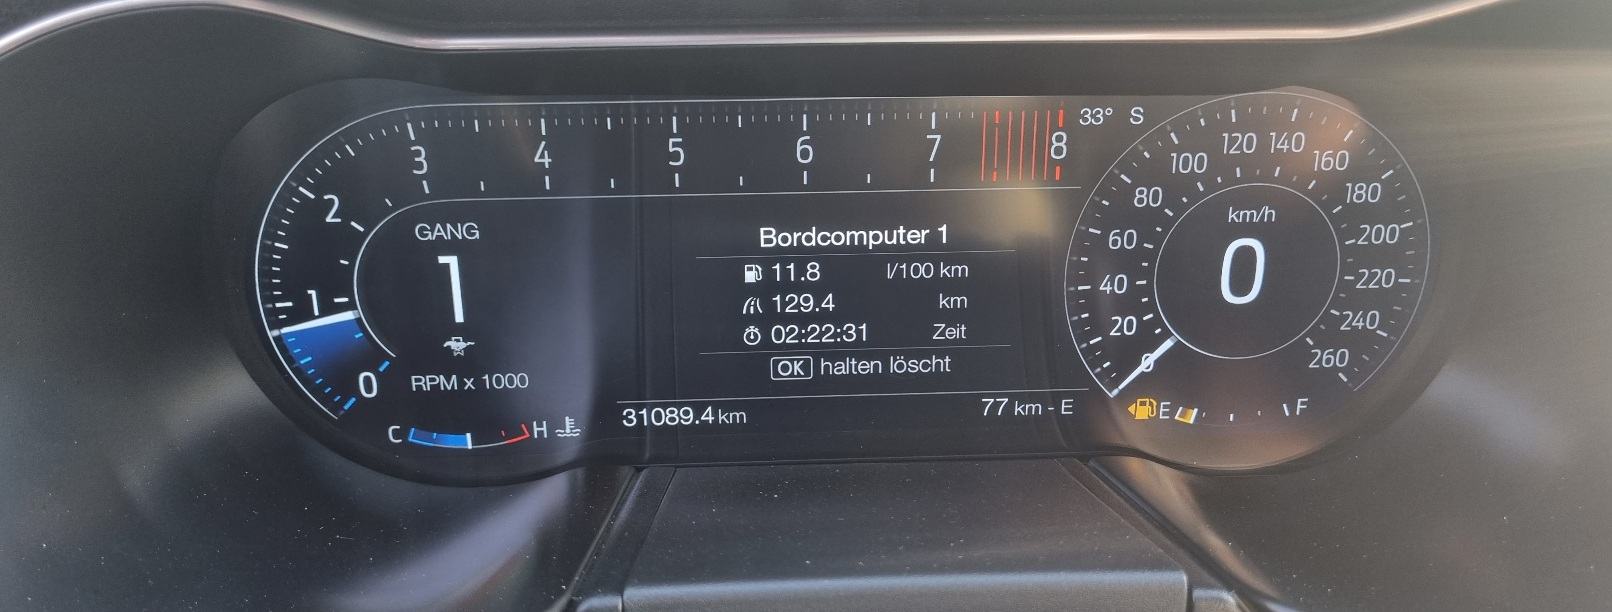 0
1
2
3
4
5
6
7
8
33° S
GANG
1
RPM x 1000
C
H
Bordcomputer 1
11.8 l/100 km
129.4 km
02:22:31 Zeit
OK halten löscht
31089.4 km
77 km - E
0
20
40
60
80
100
120
140
160
180
200
220
240
260
km/h
0
E
F